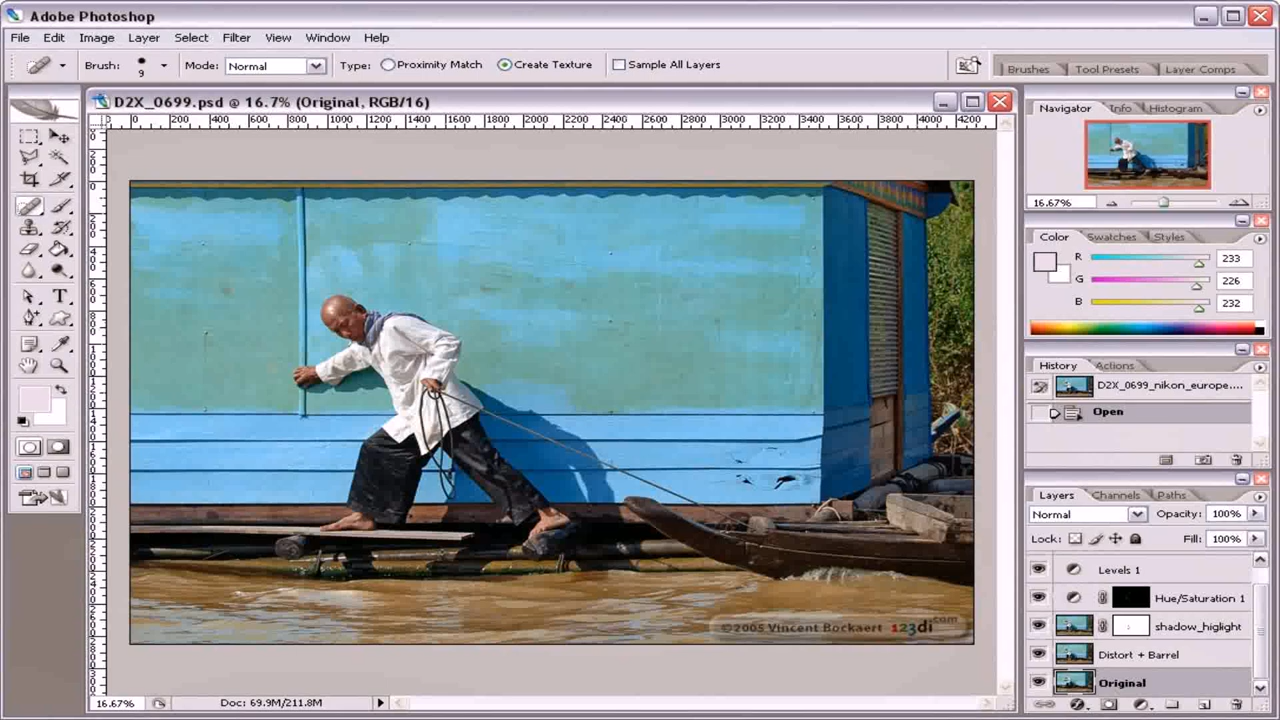 Adobe Photoshop
File Edit Image Layer Select Filter View Window Help
Brush: 9 Mode: Normal Type: Proximity Match Create Texture Sample All Layers
Brushes Tool Presets Layer Comps
D2X_0699.psd @ 16.7% (Original, RGB/16)
0 200 400 600 800 1000 1200 1400 1600 1800 2000 2200 2400 2600 2800 3000 3200 3400 3600 3800 4000 4200
Navigator Info Histogram
16.67%
Color Swatches Styles
R 233
G 226
B 232
History Actions
D2X_0699_nikon_europe....
Open
Layers Channels Paths
Normal Opacity: 100%
Lock: Fill: 100%
Levels 1
Hue/Saturation 1
shadow_higlight
Distort + Barrel
Original
©2005 Vincent Bockaert 123di.com
16.67% Doc: 69.9M/211.8M